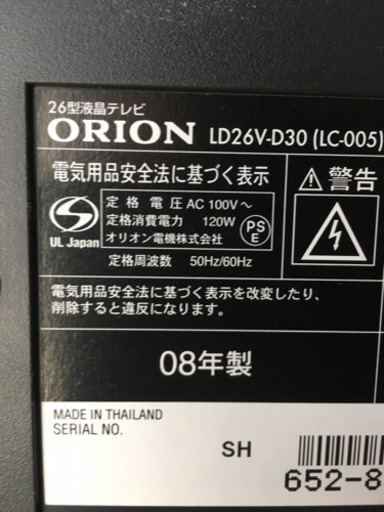 26型液晶テレビ
ORION LD26V-D30 (LC-005)
電気用品安全法に基づく表示
警告
定格電圧 AC 100V～
定格消費電力 120W
オリオン電機株式会社
定格周波数 50Hz/60Hz
S
UL Japan
PS
E
電気用品安全法に基づく表示を改変したり、
削除すると違反になります。
08年製
MADE IN THAILAND
SERIAL NO.
SH
652-8